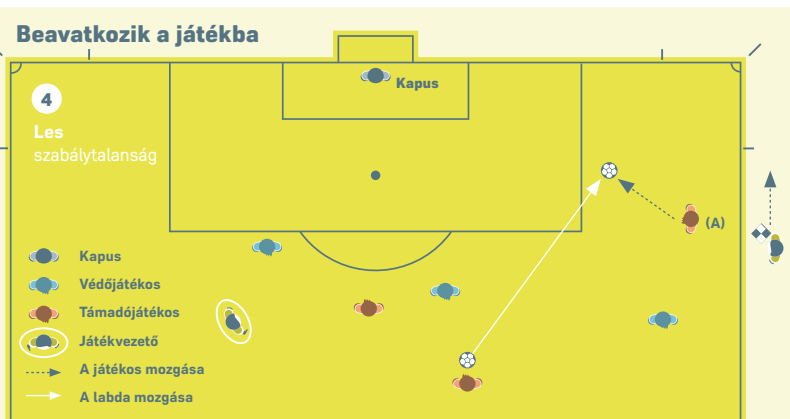 Beavatkozik a játékba
Kapus
4
Les
szabálytalanság
(A)
Kapus
Védőjátékos
Támadójátékos
Játékvezető
A játékos mozgása
A labda mozgása